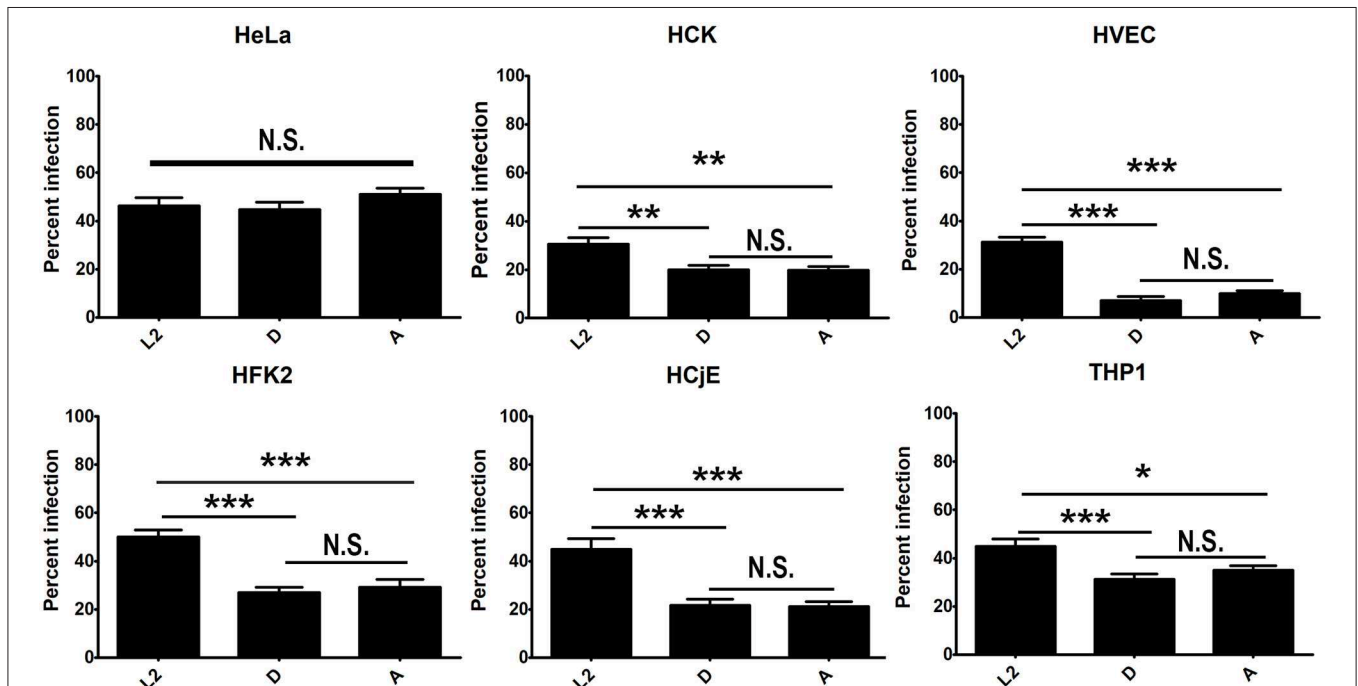 HeLa
Percent infection
100
80
60
40
20
0
N.S.
L2
D
A
HCK
Percent infection
100
80
60
40
20
0
**
**
N.S.
L2
D
A
HVEC
Percent infection
100
80
60
40
20
0
***
***
N.S.
L2
D
A
HFK2
Percent infection
100
80
60
40
20
0
***
***
N.S.
L2
D
A
HCjE
Percent infection
100
80
60
40
20
0
***
***
N.S.
L2
D
A
THP1
Percent infection
100
80
60
40
20
0
*
***
N.S.
L2
D
A